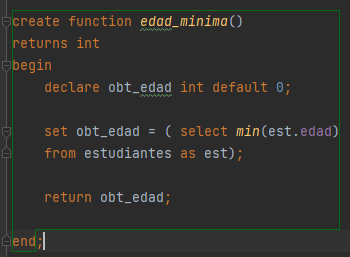 create function edad_minima()
returns int
begin
    declare obt_edad int default 0;
    set obt_edad = ( select min(est.edad)
    from estudiantes as est);
    return obt_edad;
end;